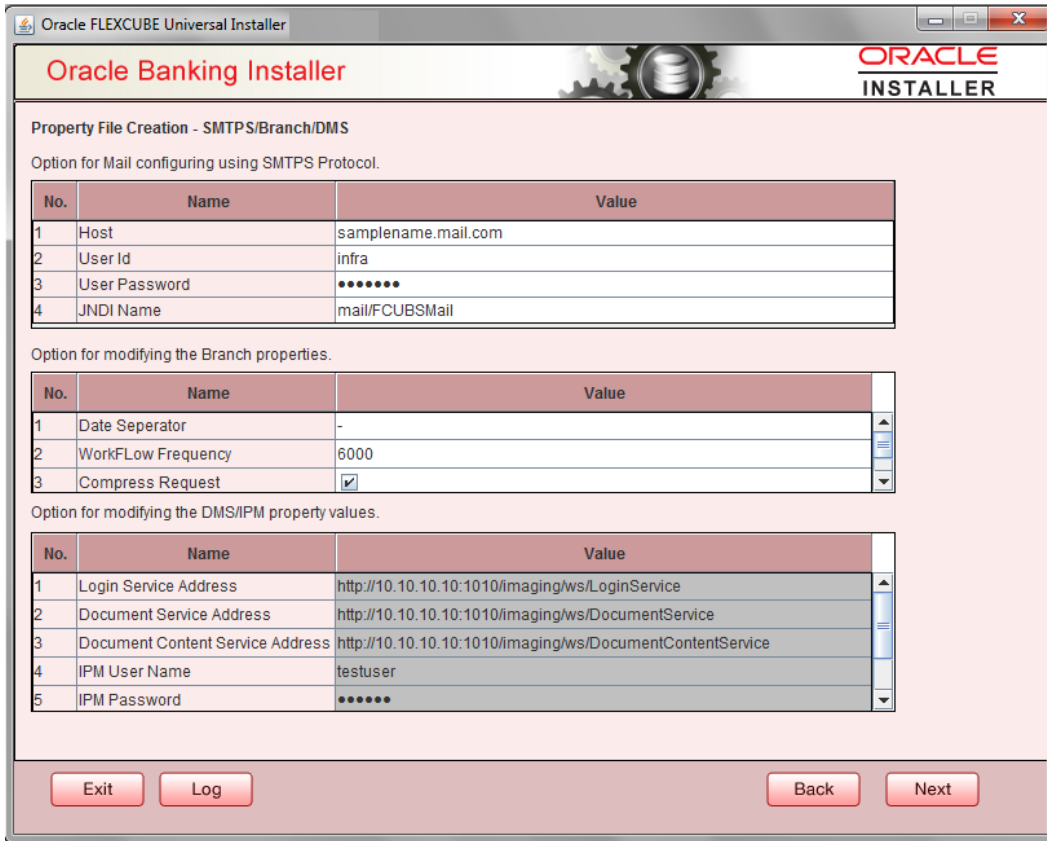 Oracle FLEXCUBE Universal Installer
Oracle Banking Installer
ORACLE
INSTALLER
Property File Creation - SMTPS/Branch/DMS
Option for Mail configuring using SMTPS Protocol.
No. Name Value
1 Host samplename.mail.com
2 User Id infra
3 User Password •••••••
4 JNDI Name mail/FCUBSMail
Option for modifying the Branch properties.
No. Name Value
1 Date Seperator -
2 WorkFLow Frequency 6000
3 Compress Request
Option for modifying the DMS/IPM property values.
No. Name Value
1 Login Service Address http://10.10.10.10:1010/imaging/ws/LoginService
2 Document Service Address http://10.10.10.10:1010/imaging/ws/DocumentService
3 Document Content Service Address http://10.10.10.10:1010/imaging/ws/DocumentContentService
4 IPM User Name testuser
5 IPM Password ••••••
Exit Log Back Next